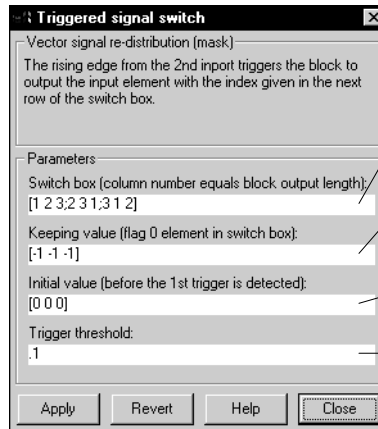 Triggered signal switch
Vector signal re-distribution (mask)
The rising edge from the 2nd inport triggers the block to
output the input element with the index given in the next
row of the switch box.
Parameters
Switch box (column number equals block output length):
[1 2 3;2 3 1;3 1 2]
Keeping value (flag 0 element in switch box):
[-1 -1 -1]
Initial value (before the 1st trigger is detected):
[0 0 0]
Trigger threshold:
.1
Apply Revert Help Close